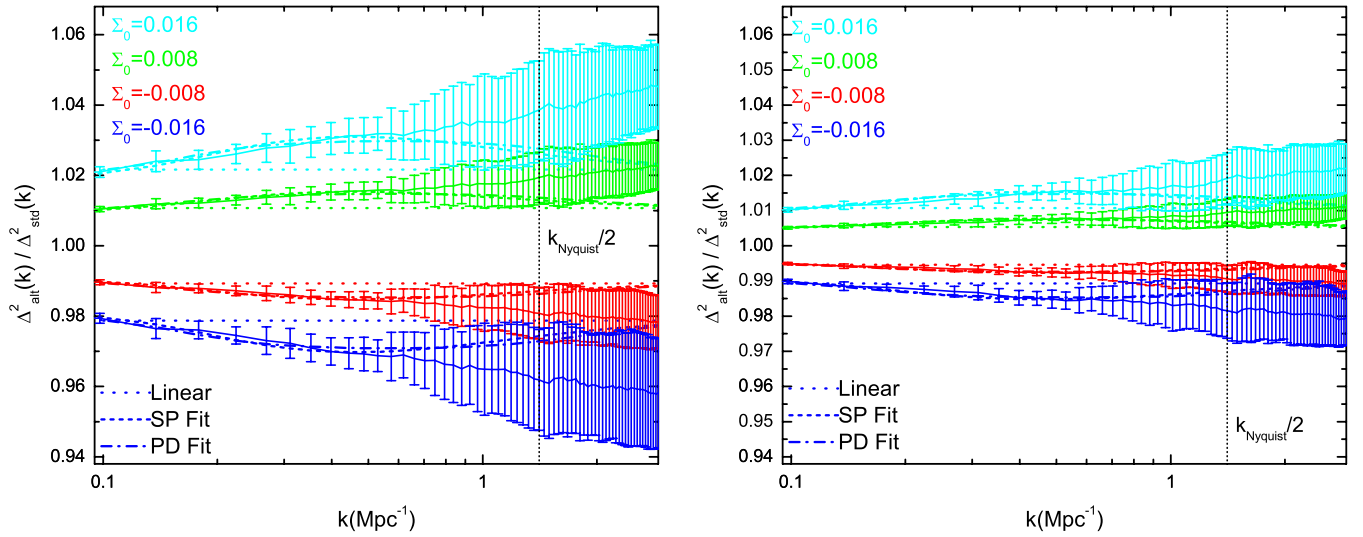 Σ₀=0.016
Σ₀=0.008
Σ₀=-0.008
Σ₀=-0.016
1.06
1.04
1.02
1.00
0.98
0.96
0.94
Δ²alt(k) / Δ²std(k)
kNyquist/2
Linear
SP Fit
PD Fit
0.1
1
k(Mpc⁻¹)
Σ₀=0.016
Σ₀=0.008
Σ₀=-0.008
Σ₀=-0.016
1.06
1.05
1.04
1.03
1.02
1.01
1.00
0.99
0.98
0.97
0.96
0.95
0.94
Δ²alt(k) / Δ²std(k)
Linear
SP Fit
PD Fit
kNyquist/2
0.1
1
k(Mpc⁻¹)